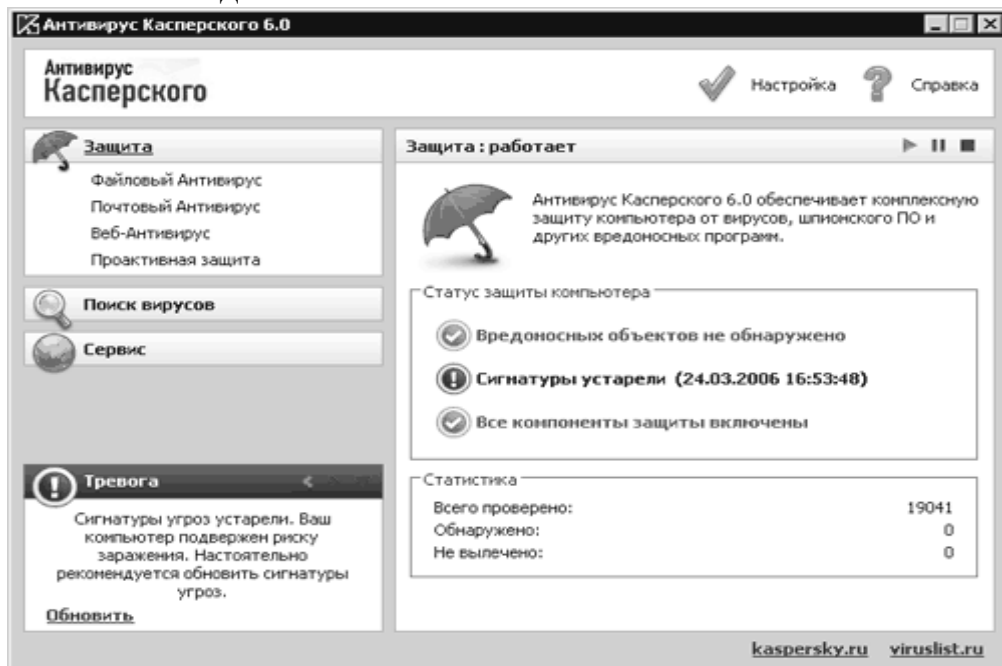 Антивирус Касперского 6.0
Антивирус
Касперского
Настройка
Справка
Защита
Файловый Антивирус
Почтовый Антивирус
Веб-Антивирус
Проактивная защита
Поиск вирусов
Сервис
Тревога
Сигнатуры угроз устарели. Ваш
компьютер подвержен риску
заражения. Настоятельно
рекомендуется обновить сигнатуры
угроз.
Обновить
Защита : работает
Антивирус Касперского 6.0 обеспечивает комплексную
защиту компьютера от вирусов, шпионского ПО и
других вредоносных программ.
Статус защиты компьютера
Вредоносных объектов не обнаружено
Сигнатуры устарели (24.03.2006 16:53:48)
Все компоненты защиты включены
Статистика
Всего проверено: 19041
Обнаружено: 0
Не вылечено: 0
kaspersky.ru viruslist.ru